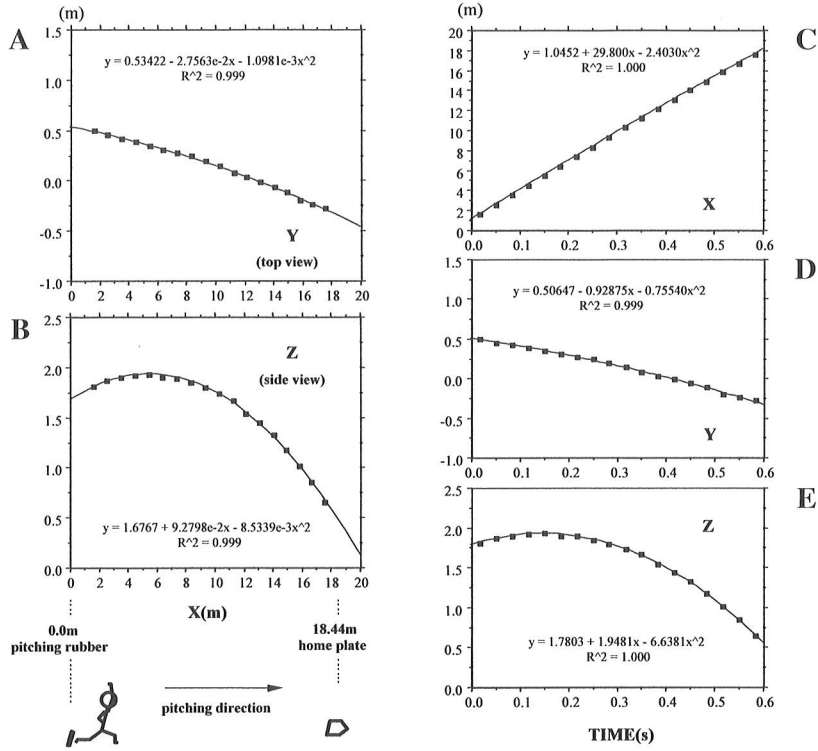 (m)
A
1.5
1.0
0.5
0.0
-0.5
-1.0
y = 0.53422 - 2.7563e-2x - 1.0981e-3x^2
R^2 = 0.999
Y
(top view)
0 2 4 6 8 10 12 14 16 18 20
B
2.5
2.0
1.5
1.0
0.5
0.0
Z
(side view)
y = 1.6767 + 9.2798e-2x - 8.5339e-3x^2
R^2 = 0.999
0 2 4 6 8 10 12 14 16 18 20
X(m)
0.0m
pitching rubber
18.44m
home plate
pitching direction
(m)
C
20
18
16
14
12
10
8
6
4
2
0
y = 1.0452 + 29.800x - 2.4030x^2
R^2 = 1.000
X
0 0.1 0.2 0.3 0.4 0.5 0.6
D
1.5
1.0
0.5
0.0
-0.5
-1.0
y = 0.50647 - 0.92875x - 0.75540x^2
R^2 = 0.999
Y
0.0 0.1 0.2 0.3 0.4 0.5 0.6
E
2.5
2.0
1.5
1.0
0.5
0.0
Z
y = 1.7803 + 1.9481x - 6.6381x^2
R^2 = 1.000
0.0 0.1 0.2 0.3 0.4 0.5 0.6
TIME(s)